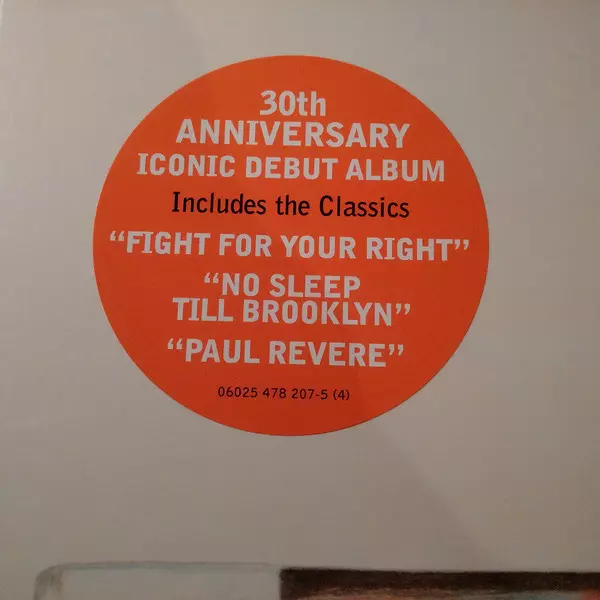 30th
ANNIVERSARY
ICONIC DEBUT ALBUM
Includes the Classics
“FIGHT FOR YOUR RIGHT”
“NO SLEEP
TILL BROOKLYN”
“PAUL REVERE”
06025 478 207-5 (4)